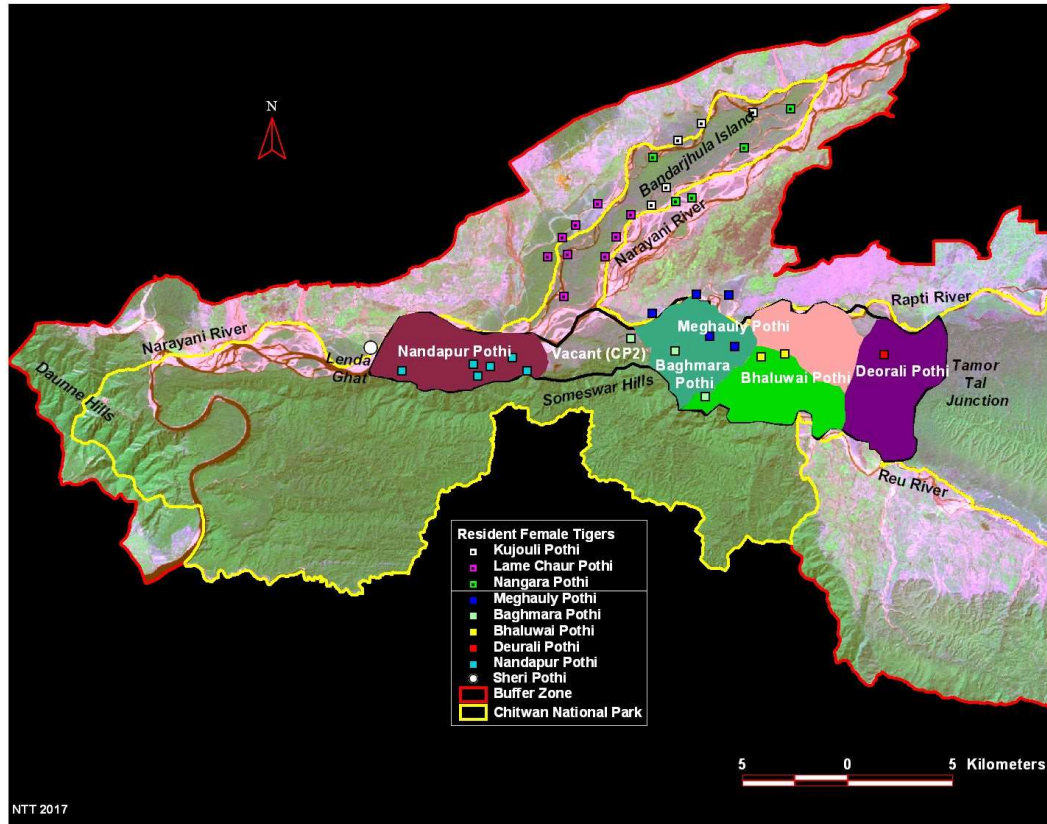 N
Bandarjhula Island
Narayani River
Narayani River
Rapti River
Lenda
Ghat
Nandapur Pothi
Vacant (CP2)
Meghauly Pothi
Baghmara
Pothi
Bhaluwai Pothi
Deorali Pothi
Tamor
Tal
Junction
Daunne Hills
Someswar Hills
Reu River
Resident Female Tigers
Kujouli Pothi
Lame Chaur Pothi
Nangara Pothi
Meghauly Pothi
Baghmara Pothi
Bhaluwai Pothi
Deurali Pothi
Nandapur Pothi
Sheri Pothi
Buffer Zone
Chitwan National Park
5 0 5 Kilometers
NTT 2017